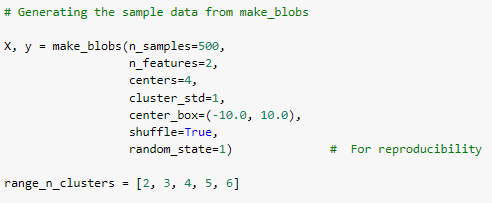 # Generating the sample data from make_blobs
X, y = make_blobs(n_samples=500,
n_features=2,
centers=4,
cluster_std=1,
center_box=(-10.0, 10.0),
shuffle=True,
random_state=1) # For reproducibility
range_n_clusters = [2, 3, 4, 5, 6]